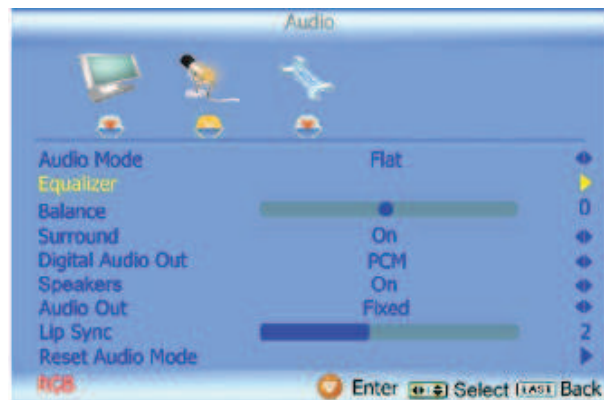 Audio
Audio Mode Flat
Equalizer
Balance 0
Surround On
Digital Audio Out PCM
Speakers On
Audio Out Fixed
Lip Sync 2
Reset Audio Mode
RGB Enter Select LAST Back